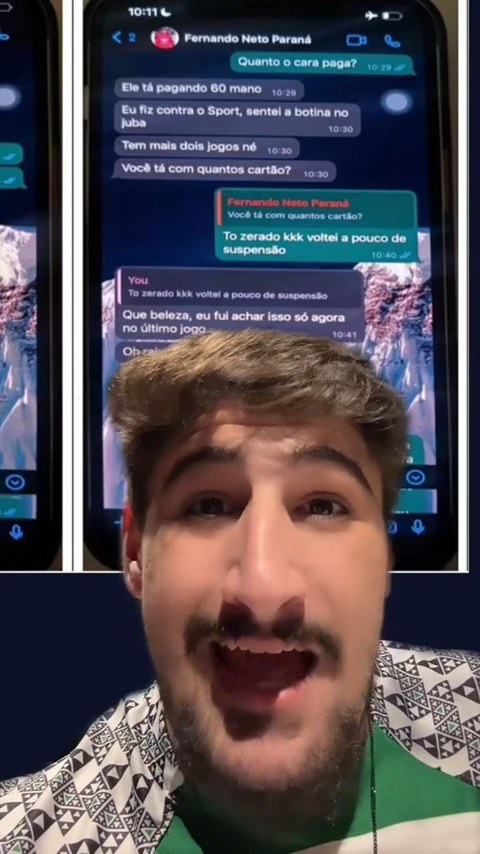 10:11
2
Fernando Neto Paraná
Quanto o cara paga?
10:29
Ele tá pagando 60 mano
10:29
Eu fiz contra o Sport, sentei a botina no
juba
10:30
Tem mais dois jogos né
10:30
Você tá com quantos cartão?
10:30
Fernando Neto Paraná
Você tá com quantos cartão?
To zerado kkk voltei a pouco de
suspensão
10:40
You
To zerado kkk voltei a pouco de suspensão
Que beleza, eu fui achar isso só agora
no último jogo
10:41